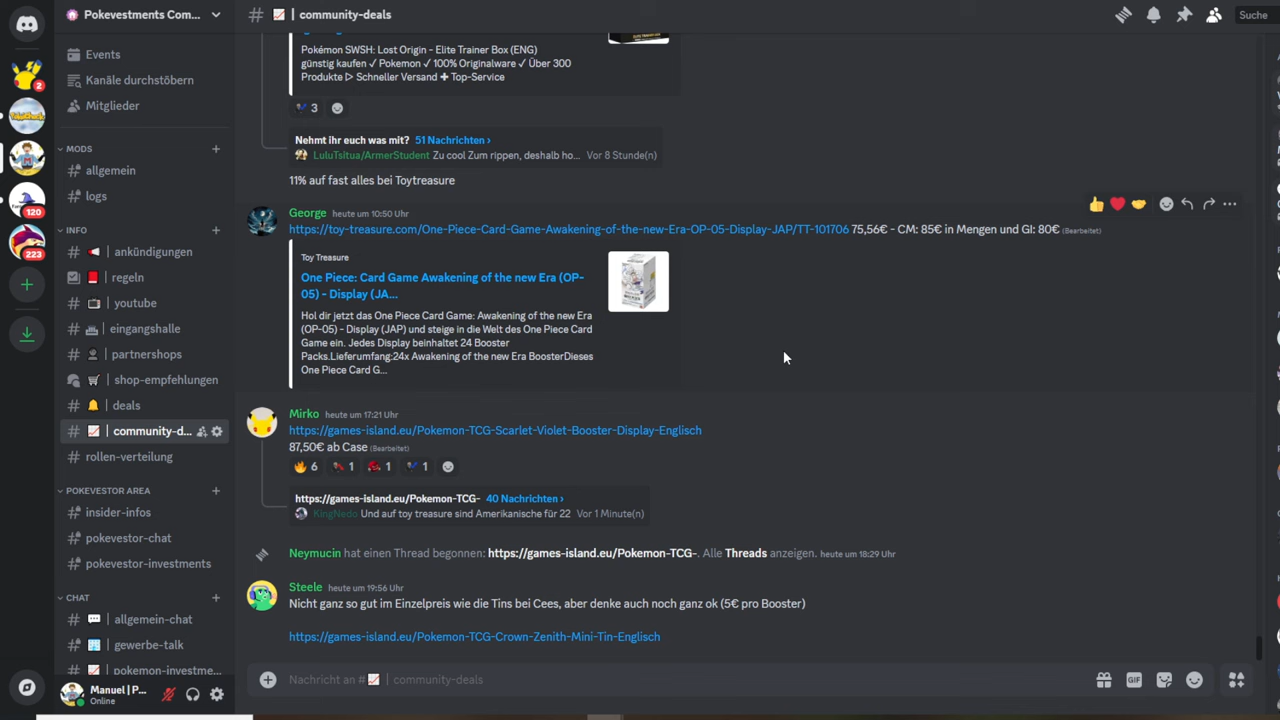 Pokevestments Com...
| community-deals
Suche
Events
Kanäle durchstöbern
Mitglieder
MODS
allgemein
logs
INFO
| ankündigungen
| regeln
| youtube
| eingangshalle
| partnershops
| shop-empfehlungen
| deals
| community-d...
rollen-verteilung
POKEVESTOR AREA
insider-infos
pokevestor-chat
pokevestor-investments
CHAT
| allgemein-chat
| gewerbe-talk
| pokemon-investme...
Manuel | P...
Online
2
120
223
Pokémon SWSH: Lost Origin - Elite Trainer Box (ENG)
günstig kaufen ✓ Pokemon ✓ 100% Originalware ✓ Über 300
Produkte ▷ Schneller Versand ✚ Top-Service
3
Nehmt ihr euch was mit? 51 Nachrichten ›
LuluTsitua/ArmerStudent Zu cool Zum rippen, deshalb ho... Vor 8 Stunde(n)
11% auf fast alles bei Toytreasure
George heute um 10:50 Uhr
https://toy-treasure.com/One-Piece-Card-Game-Awakening-of-the-new-Era-OP-05-Display-JAP/TT-101706 75,56€ - CM: 85€ in Mengen und GI: 80€ (Bearbeitet)
Toy Treasure
One Piece: Card Game Awakening of the new Era (OP-
05) - Display (JA...
Hol dir jetzt das One Piece Card Game: Awakening of the new Era
(OP-05) - Display (JAP) und steige in die Welt des One Piece Card
Game ein. Jedes Display beinhaltet 24 Booster
Packs.Lieferumfang:24x Awakening of the new Era BoosterDieses
One Piece Card G...
Mirko heute um 17:21 Uhr
https://games-island.eu/Pokemon-TCG-Scarlet-Violet-Booster-Display-Englisch
87,50€ ab Case (Bearbeitet)
6 1 1 1
https://games-island.eu/Pokemon-TCG- 40 Nachrichten ›
KingNedo Und auf toy treasure sind Amerikanische für 22 Vor 1 Minute(n)
Neymucin hat einen Thread begonnen: https://games-island.eu/Pokemon-TCG-. Alle Threads anzeigen. heute um 18:29 Uhr
Steele heute um 19:56 Uhr
Nicht ganz so gut im Einzelpreis wie die Tins bei Cees, aber denke auch noch ganz ok (5€ pro Booster)
https://games-island.eu/Pokemon-TCG-Crown-Zenith-Mini-Tin-Englisch
Nachricht an # | community-deals
GIF